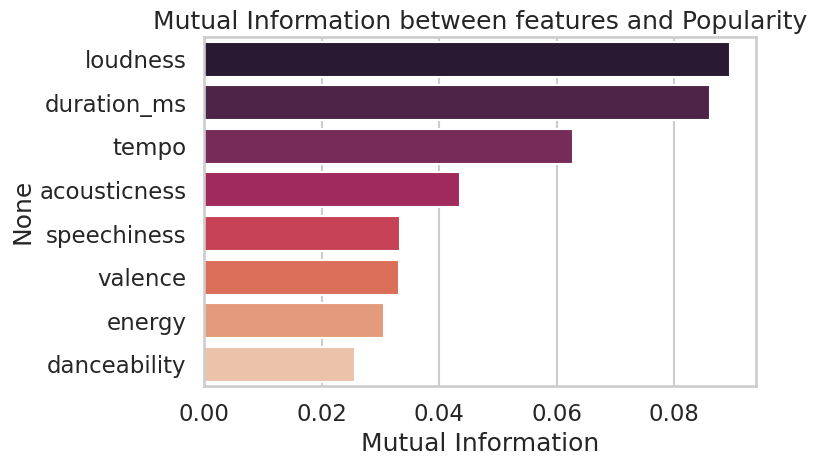 Mutual Information between features and Popularity
loudness
duration_ms
tempo
acousticness
speechiness
valence
energy
danceability
None
0.00 0.02 0.04 0.06 0.08
Mutual Information